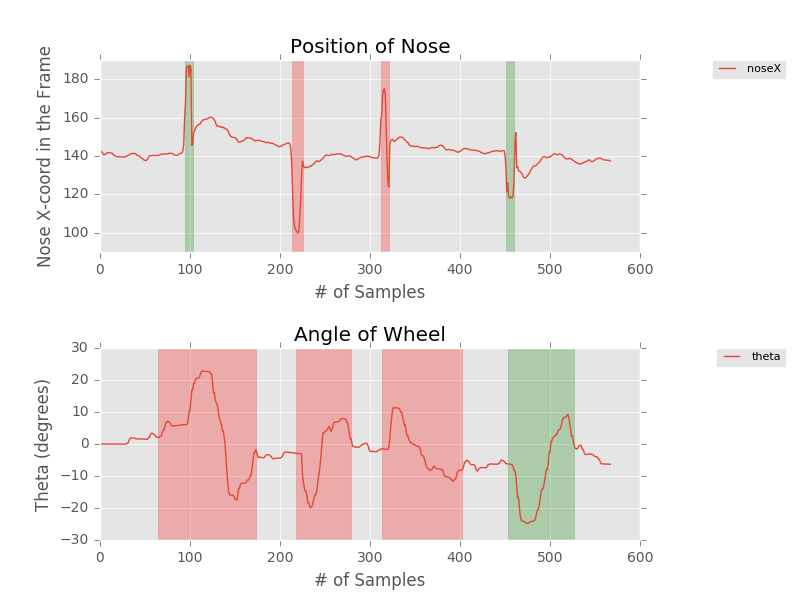 Position of Nose
Nose X-coord in the Frame
180
160
140
120
100
0 100 200 300 400 500 600
# of Samples
noseX
Angle of Wheel
Theta (degrees)
30
20
10
0
−10
−20
−30
0 100 200 300 400 500 600
# of Samples
theta